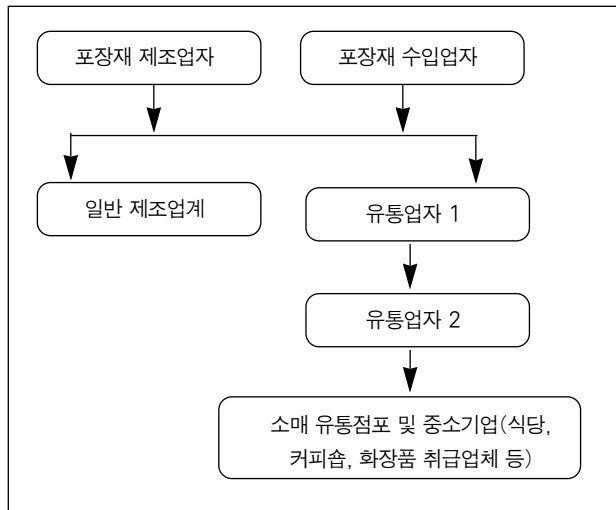 포장재 제조업자
포장재 수입업자
일반 제조업계
유통업자 1
유통업자 2
소매 유통점포 및 중소기업(식당,
커피숍, 화장품 취급업체 등)